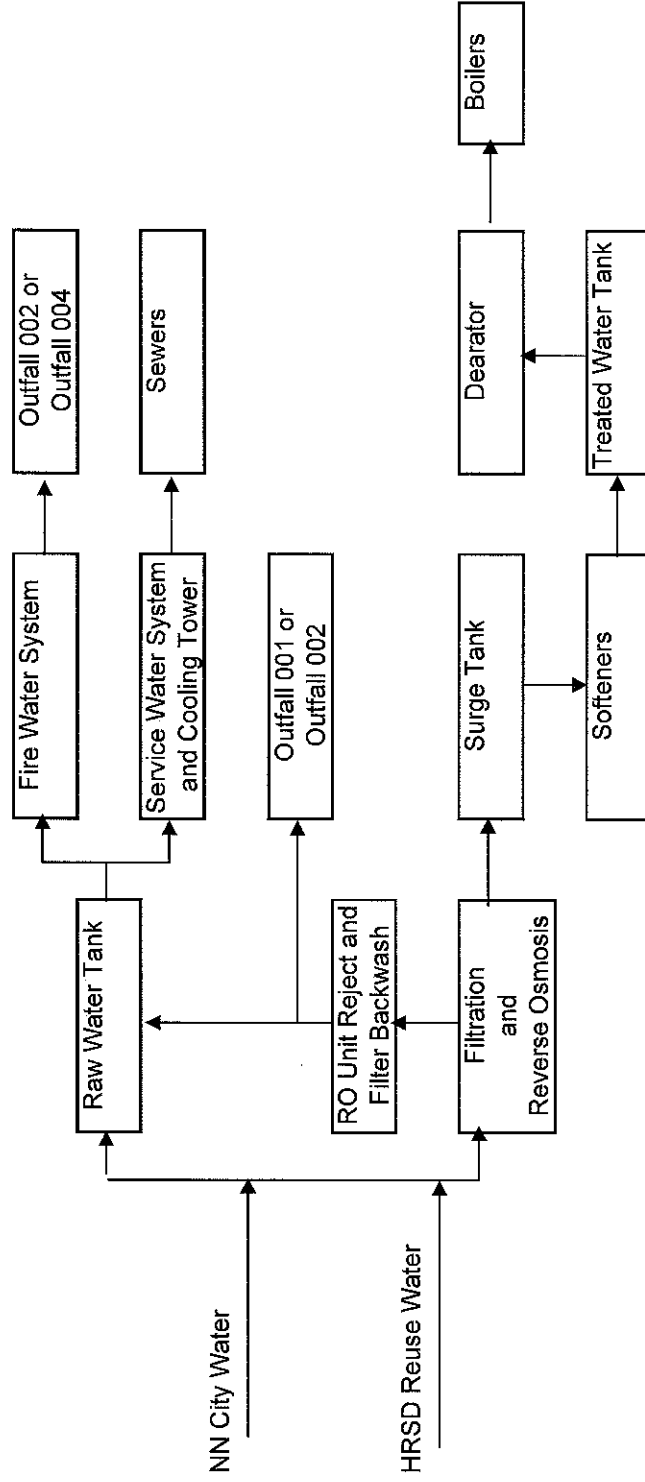 NN City Water
HRSD Reuse Water
Raw Water Tank
RO Unit Reject and
Filter Backwash
Filtration
and
Reverse Osmosis
Fire Water System
Service Water System
and Cooling Tower
Outfall 001 or
Outfall 002
Surge Tank
Softeners
Outfall 002 or
Outfall 004
Sewers
Dearator
Treated Water Tank
Boilers